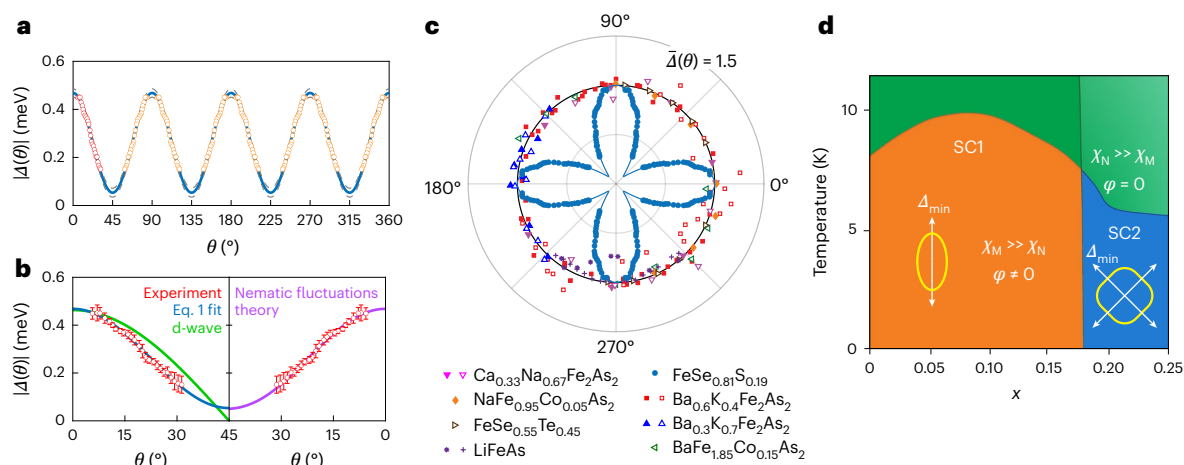 a
0.6
0.4
0.2
0
|Δ(θ)| (meV)
0 45 90 135 180 225 270 315 360
θ (°)
b
0.6
0.4
0.2
0
|Δ(θ)| (meV)
Experiment
Eq. 1 fit
d-wave
Nematic fluctuations
theory
15 30 45 30 15 0
θ (°) θ (°)
c
90°
Δ̄(θ) = 1.5
180°
0°
270°
Ca0.33Na0.67Fe2As2
NaFe0.95Co0.05As2
FeSe0.55Te0.45
LiFeAs
FeSe0.81S0.19
Ba0.6K0.4Fe2As2
Ba0.3K0.7Fe2As2
BaFe1.85Co0.15As2
d
10
5
0
Temperature (K)
SC1
χN >> χM
φ = 0
Δmin
χM >> χN
φ ≠ 0
SC2
Δmin
0 0.05 0.10 0.15 0.20 0.25
x